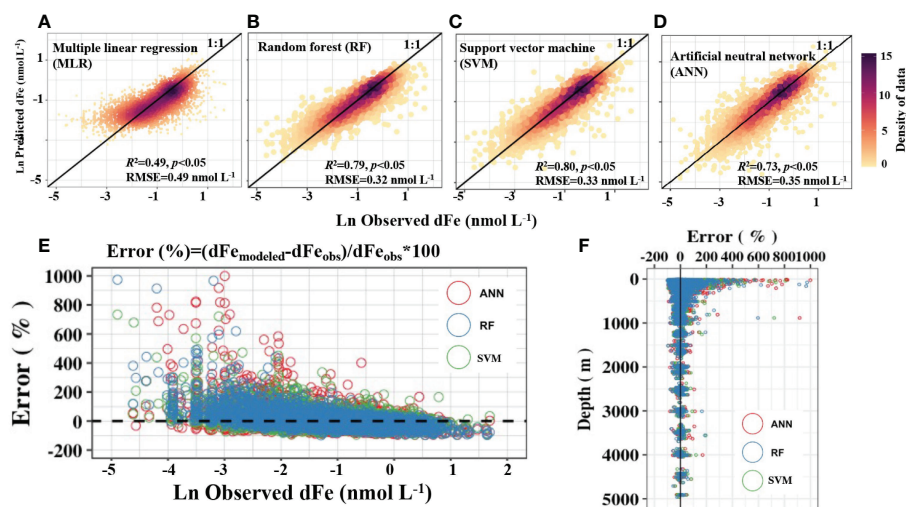 A
B
C
D
Multiple linear regression
(MLR)
1:1
Random forest (RF)
1:1
Support vector machine
(SVM)
1:1
Artificial neutral network
(ANN)
1:1
Ln Predicted dFe (nmol L⁻¹)
1
-1
-3
-5
R²=0.49, p<0.05
RMSE=0.49 nmol L⁻¹
R²=0.79, p<0.05
RMSE=0.32 nmol L⁻¹
R²=0.80, p<0.05
RMSE=0.33 nmol L⁻¹
R²=0.73, p<0.05
RMSE=0.35 nmol L⁻¹
-5 -3 -1 1
-5 -3 -1 1
-5 -3 -1 1
-5 -3 -1 1
Ln Observed dFe (nmol L⁻¹)
15
10
5
0
Density of data
E
Error (%)=(dFe_modeled-dFe_obs)/dFe_obs*100
Error ( % )
1000
800
600
400
200
0
-200
ANN
RF
SVM
-5 -4 -3 -2 -1 0 1 2
Ln Observed dFe (nmol L⁻¹)
F
Error ( % )
-200 0 200 400 600 800 1000
Depth ( m )
0
1000
2000
3000
4000
5000
ANN
RF
SVM